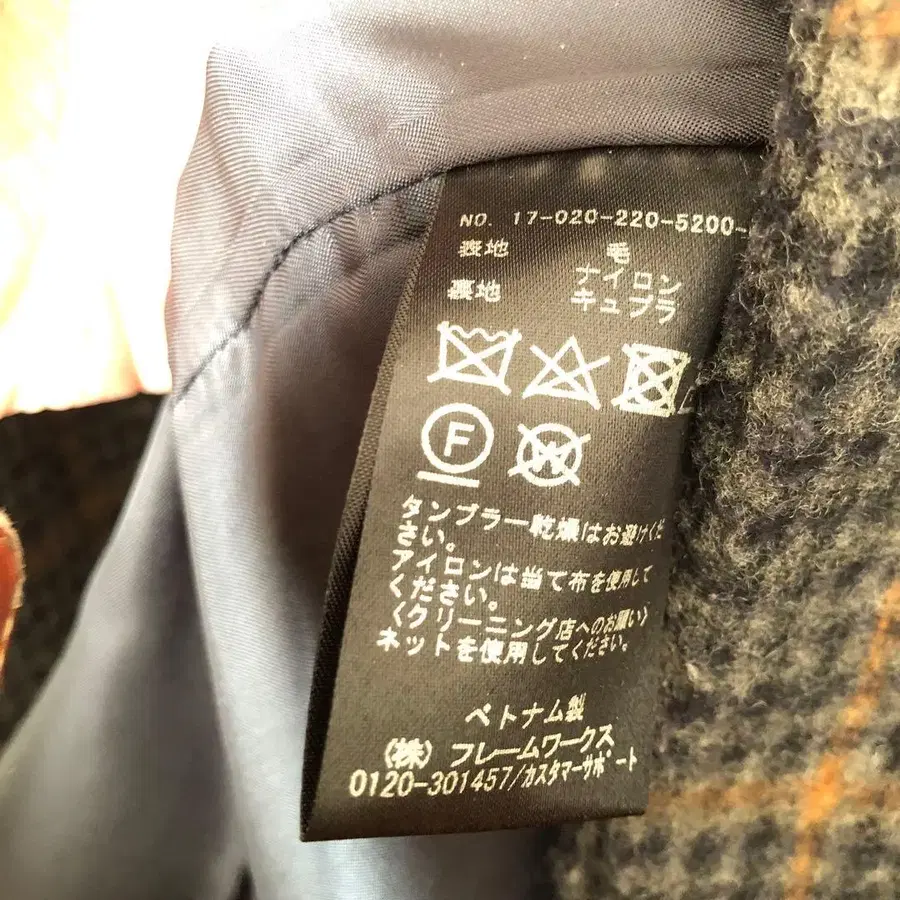 NO. 17-020-220-5200-
表地 毛
ナイロン
裏地 キュプラ
F
W
タンブラー乾燥はお避けくだ
さい。
アイロンは当て布を使用して
ください。
〈クリーニング店へのお願い〉
ネットを使用してください。
ベトナム製
(株) フレームワークス
0120-301457/カスタマーサポート